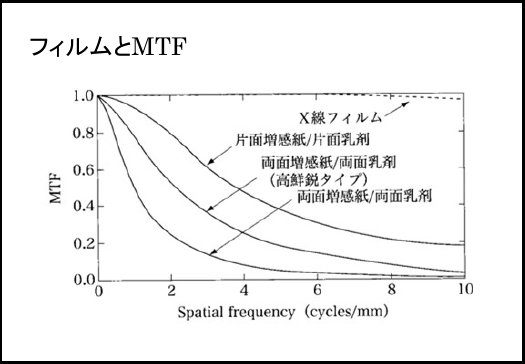 フィルムとMTF
1.0
0.8
0.6
0.4
0.2
0.0
MTF
X線フィルム
片面増感紙/片面乳剤
両面増感紙/両面乳剤
(高鮮鋭タイプ)
両面増感紙/両面乳剤
0 2 4 6 8 10
Spatial frequency (cycles/mm)